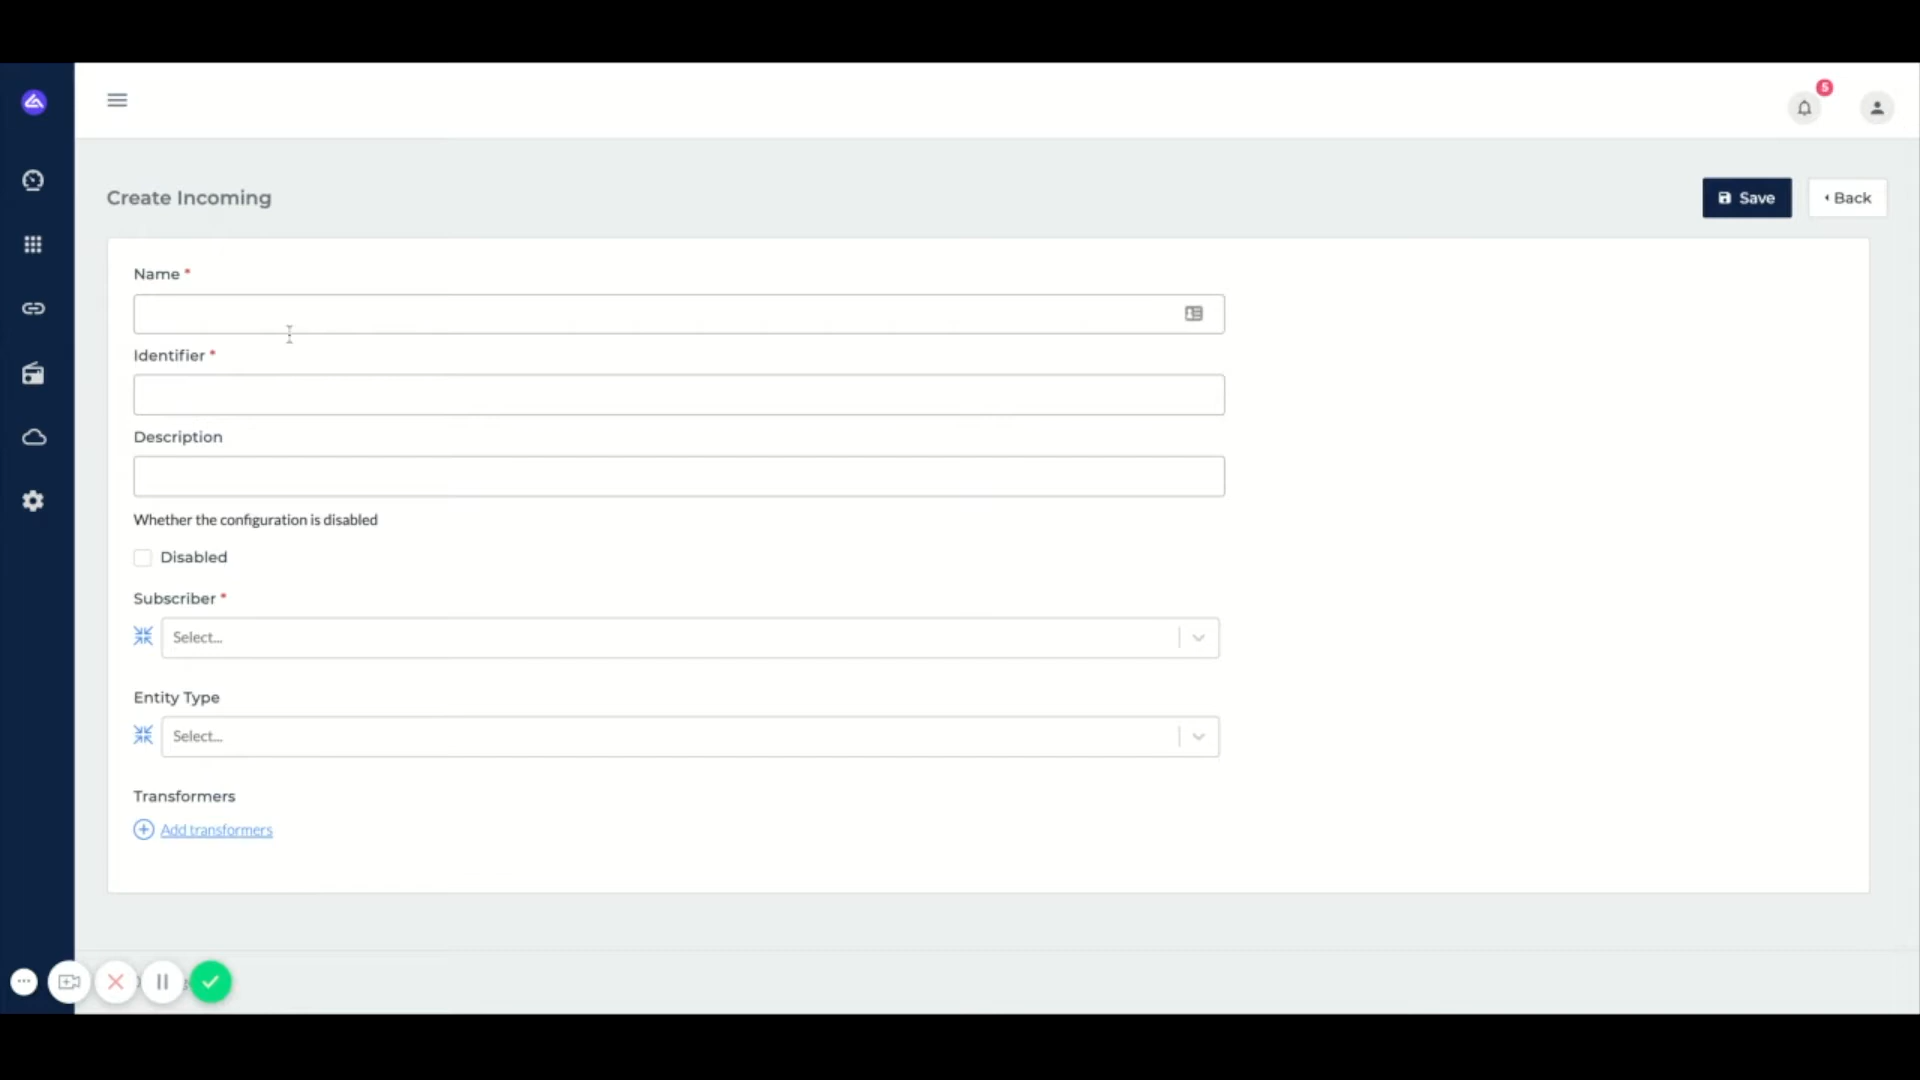 5
Create Incoming
Save
Back
Name *
Identifier *
Description
Whether the configuration is disabled
Disabled
Subscriber *
Select...
Entity Type
Select...
Transformers
Add transformers